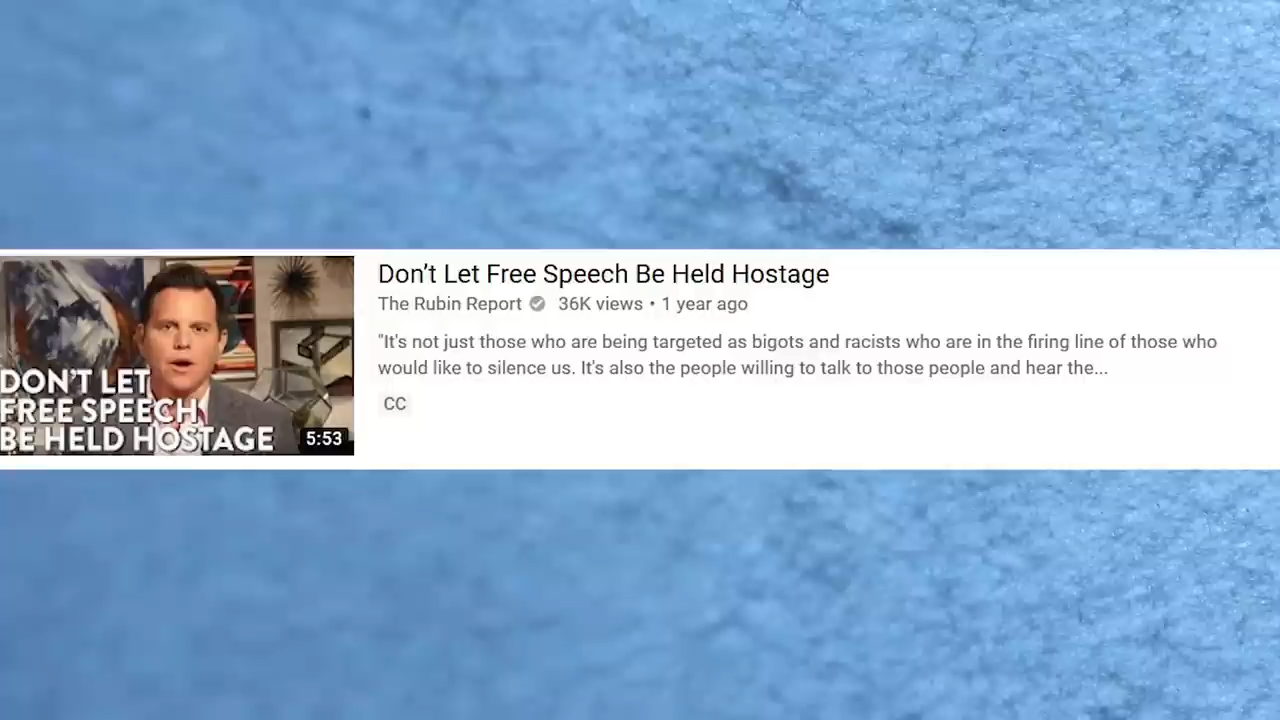 Don’t Let Free Speech Be Held Hostage
The Rubin Report 36K views • 1 year ago
"It's not just those who are being targeted as bigots and racists who are in the firing line of those who
would like to silence us. It's also the people willing to talk to those people and hear the...
CC
DON'T LET
FREE SPEECH
BE HELD HOSTAGE
5:53